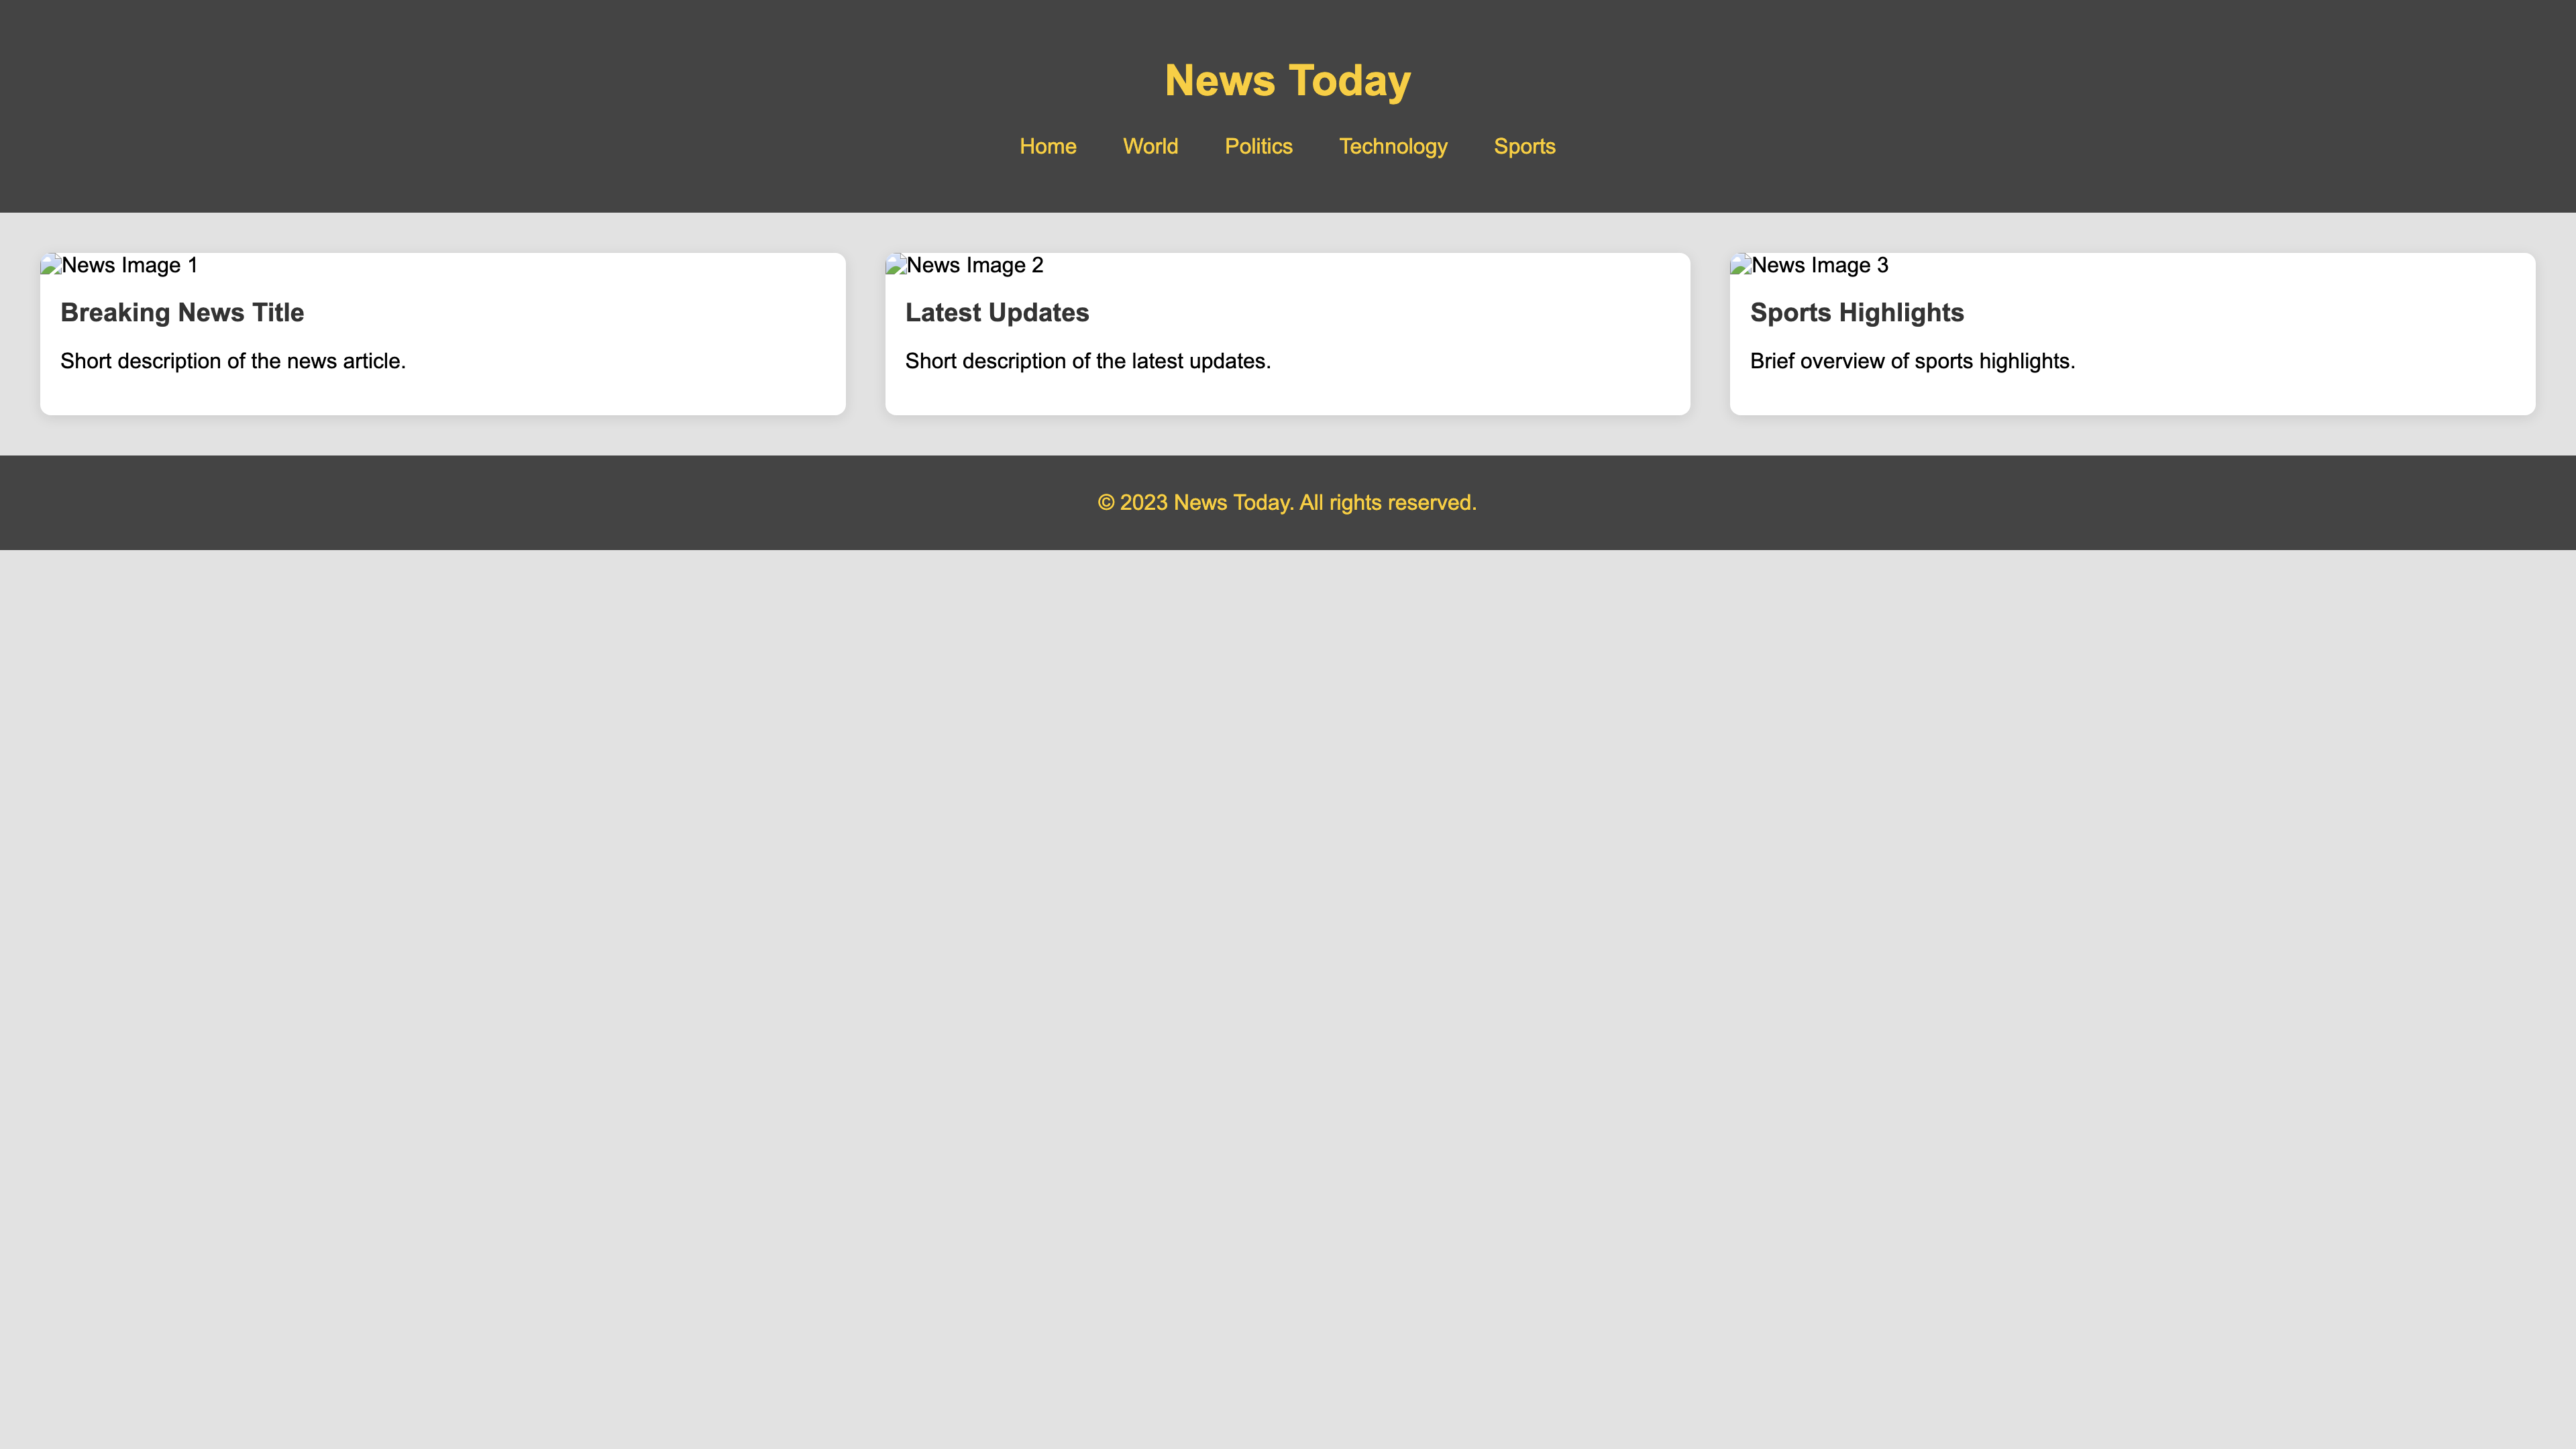 News Today
Home World Politics Technology Sports
News Image 1
Breaking News Title
Short description of the news article.
News Image 2
Latest Updates
Short description of the latest updates.
News Image 3
Sports Highlights
Brief overview of sports highlights.
© 2023 News Today. All rights reserved.